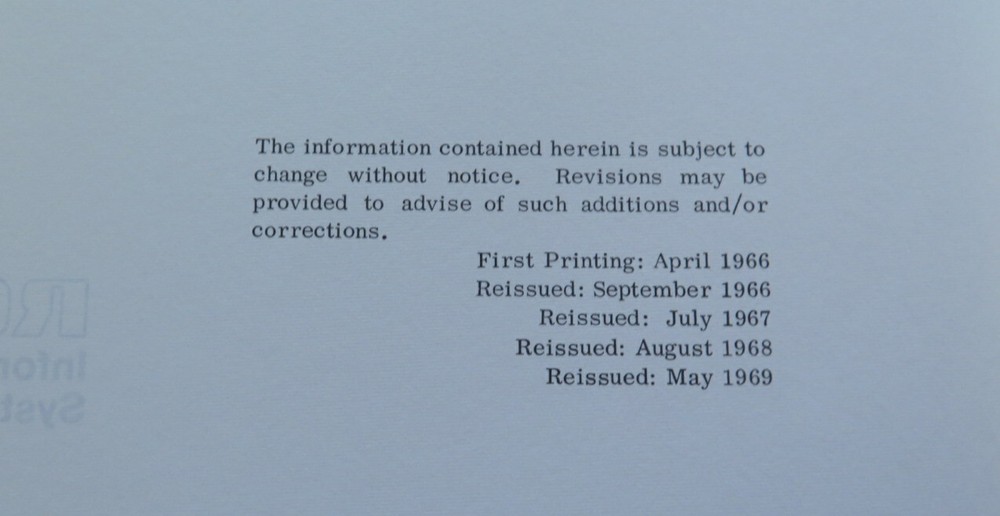 The information contained herein is subject to
change without notice. Revisions may be
provided to advise of such additions and/or
corrections.
First Printing: April 1966
Reissued: September 1966
Reissued: July 1967
Reissued: August 1968
Reissued: May 1969